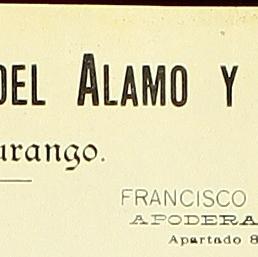 DEL ALAMO Y
urango.
FRANCISCO
APODERA
Apartado 8